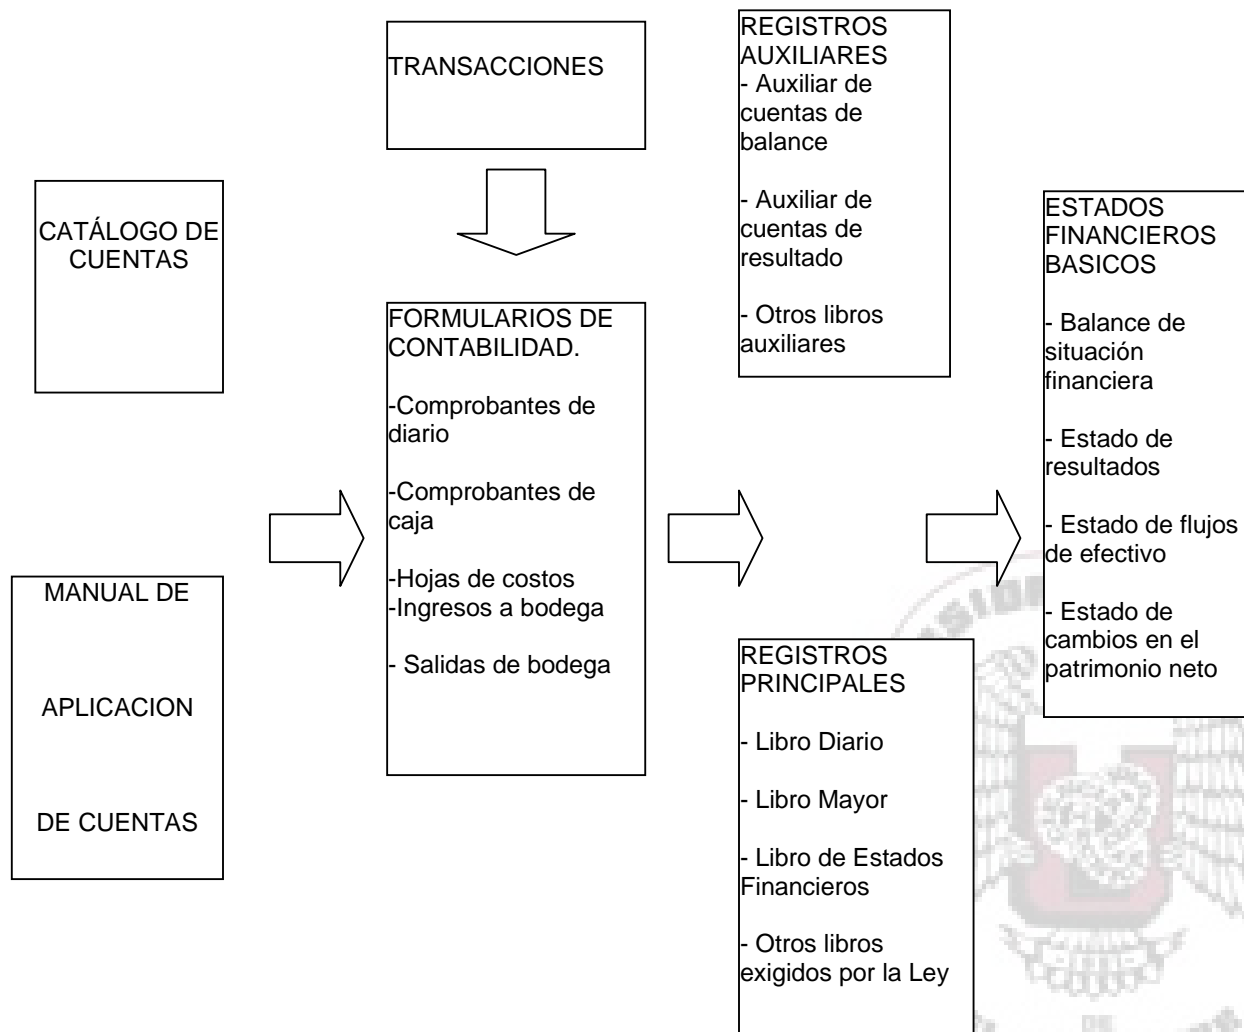 TRANSACCIONES
CATÁLOGO DE
CUENTAS
MANUAL DE
APLICACION
DE CUENTAS
FORMULARIOS DE
CONTABILIDAD.
-Comprobantes de
diario
-Comprobantes de
caja
-Hojas de costos
-Ingresos a bodega
- Salidas de bodega
REGISTROS
AUXILIARES
- Auxiliar de
cuentas de
balance
- Auxiliar de
cuentas de
resultado
- Otros libros
auxiliares
REGISTROS
PRINCIPALES
- Libro Diario
- Libro Mayor
- Libro de Estados
Financieros
- Otros libros
exigidos por la Ley
ESTADOS
FINANCIEROS
BASICOS
- Balance de
situación
financiera
- Estado de
resultados
- Estado de flujos
de efectivo
- Estado de
cambios en el
patrimonio neto
DE